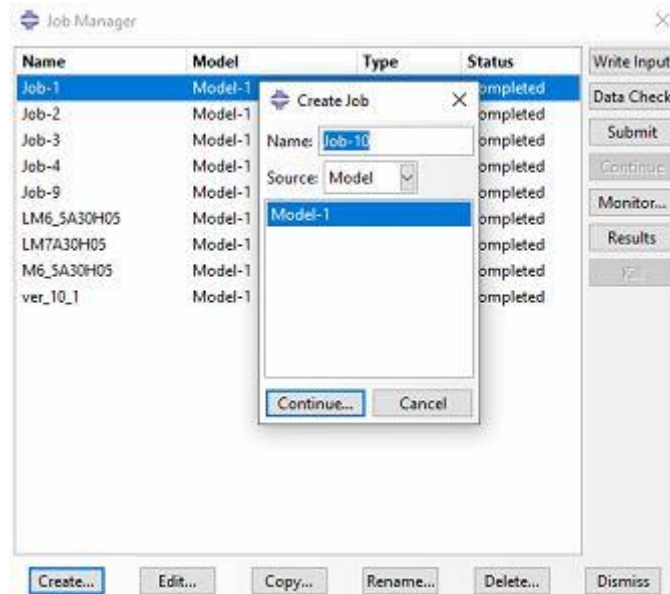 Job Manager
Name Model Type Status
Job-1 Model-1 ompleted
Job-2 Model-1 ompleted
Job-3 Model-1 ompleted
Job-4 Model-1 ompleted
Job-9 Model-1 ompleted
LM6_5A30H05 Model-1 ompleted
LM7A30H05 Model-1 ompleted
M6_5A30H05 Model-1 ompleted
ver_10_1 Model-1 ompleted
Write Input
Data Check
Submit
Continue
Monitor...
Results
Kill
Create Job
Name: Job-10
Source: Model
Model-1
Continue... Cancel
Create... Edit... Copy... Rename... Delete... Dismiss